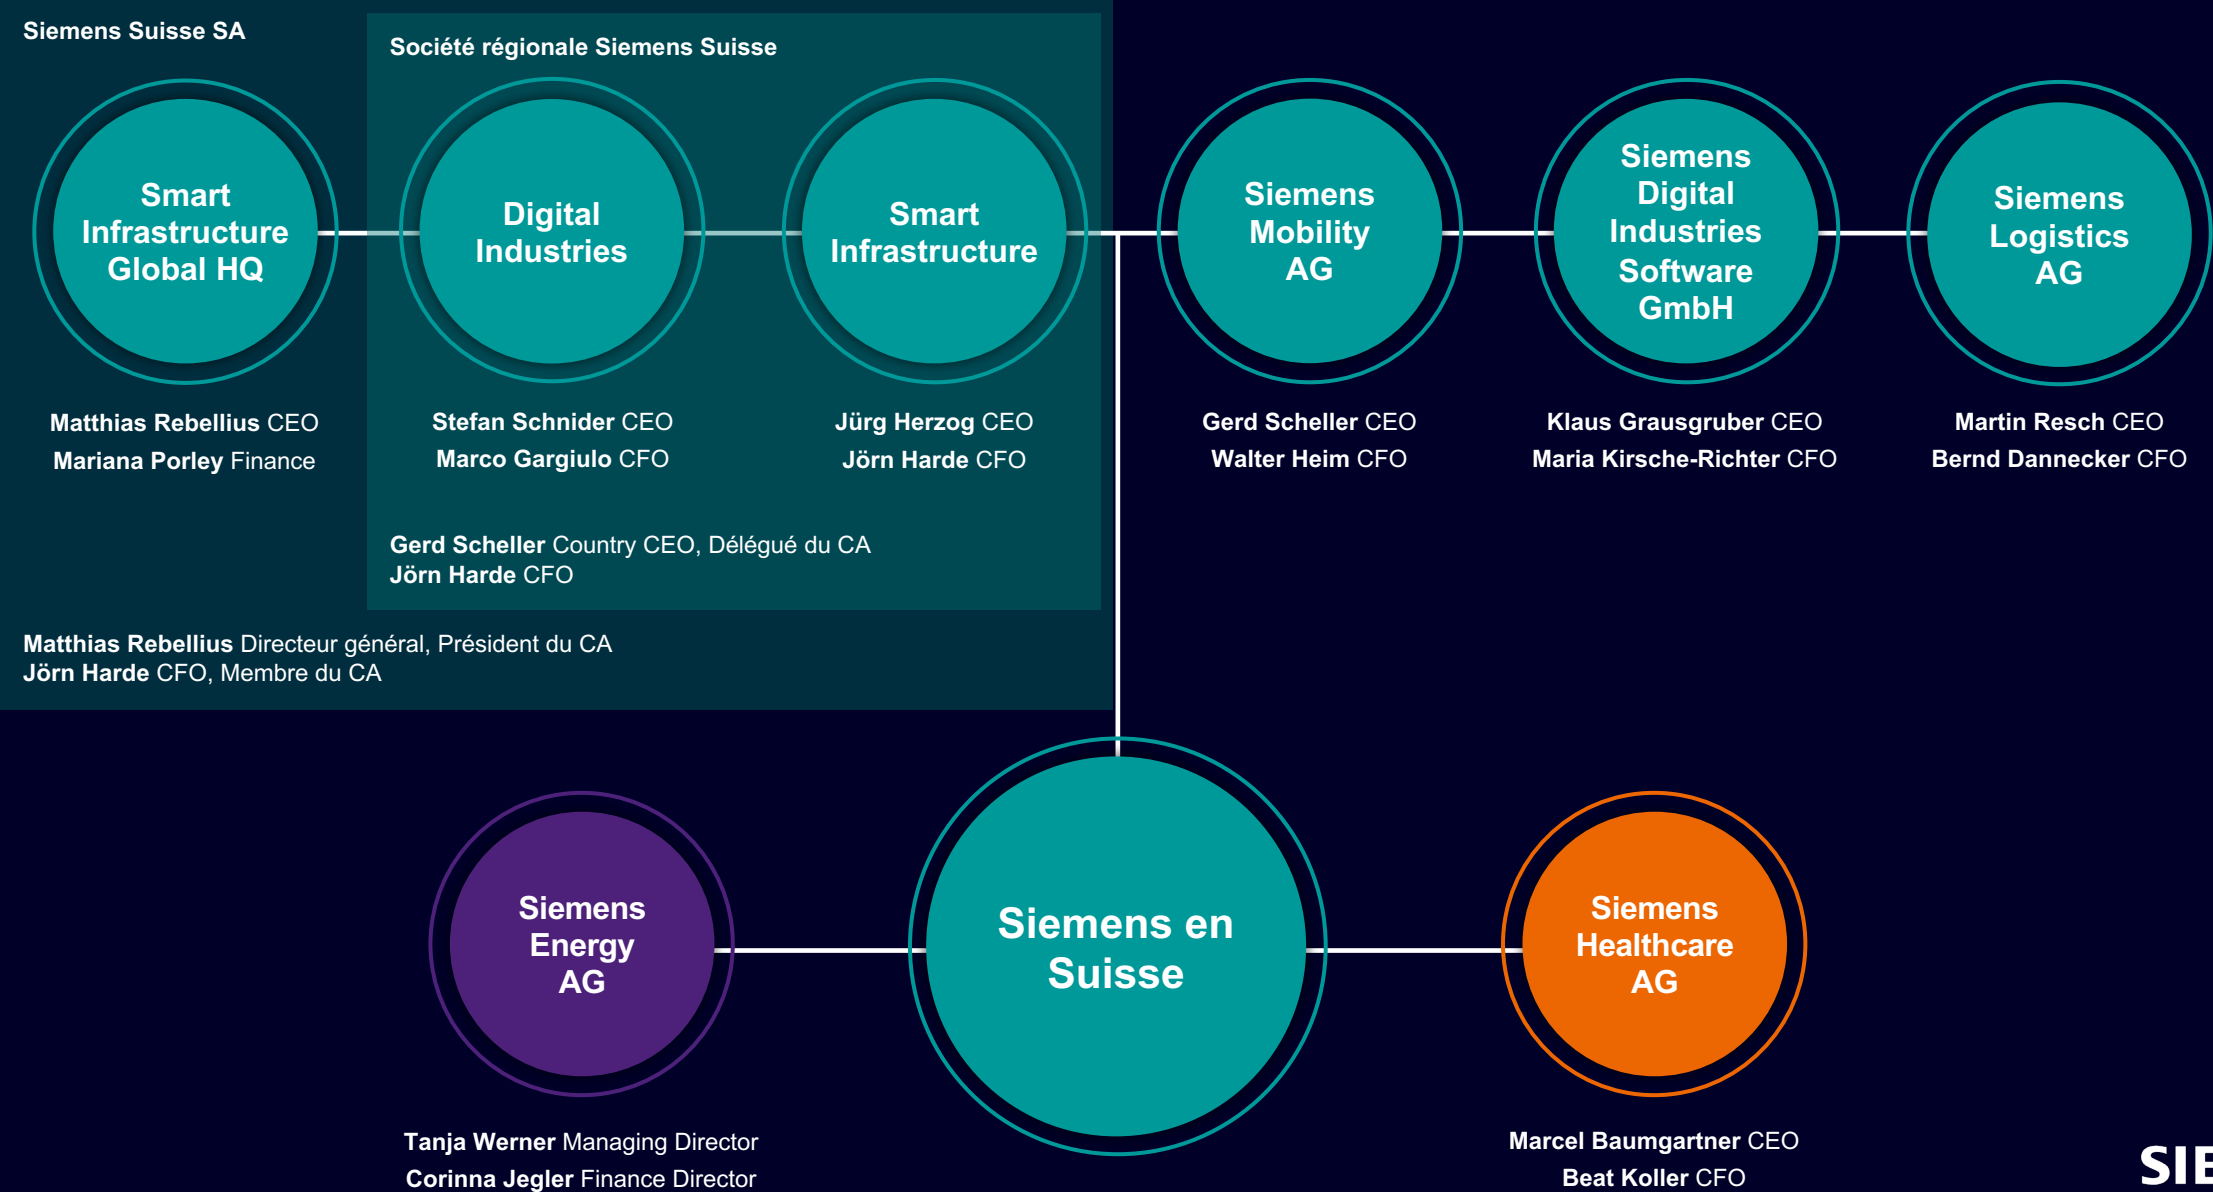 Siemens Suisse SA
Société régionale Siemens Suisse
Smart
Infrastructure
Global HQ
Digital
Industries
Smart
Infrastructure
Siemens
Mobility
AG
Siemens
Digital
Industries
Software
GmbH
Siemens
Logistics
AG
Matthias Rebellius CEO
Mariana Porley Finance
Stefan Schnider CEO
Marco Gargiulo CFO
Jürg Herzog CEO
Jörn Harde CFO
Gerd Scheller CEO
Walter Heim CFO
Klaus Grausgruber CEO
Maria Kirsche-Richter CFO
Martin Resch CEO
Bernd Dannecker CFO
Gerd Scheller Country CEO, Délégué du CA
Jörn Harde CFO
Matthias Rebellius Directeur général, Président du CA
Jörn Harde CFO, Membre du CA
Siemens
Energy
AG
Siemens en
Suisse
Siemens
Healthcare
AG
Tanja Werner Managing Director
Corinna Jegler Finance Director
Marcel Baumgartner CEO
Beat Koller CFO